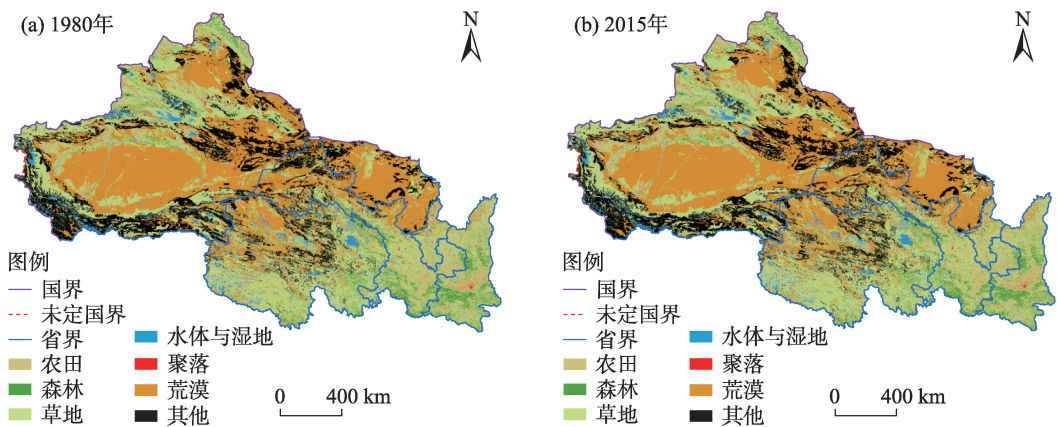 (a) 1980年
N
图例
国界
未定国界
省界
农田
森林
草地
水体与湿地
聚落
荒漠
其他
0 400 km
(b) 2015年
N
图例
国界
未定国界
省界
农田
森林
草地
水体与湿地
聚落
荒漠
其他
0 400 km